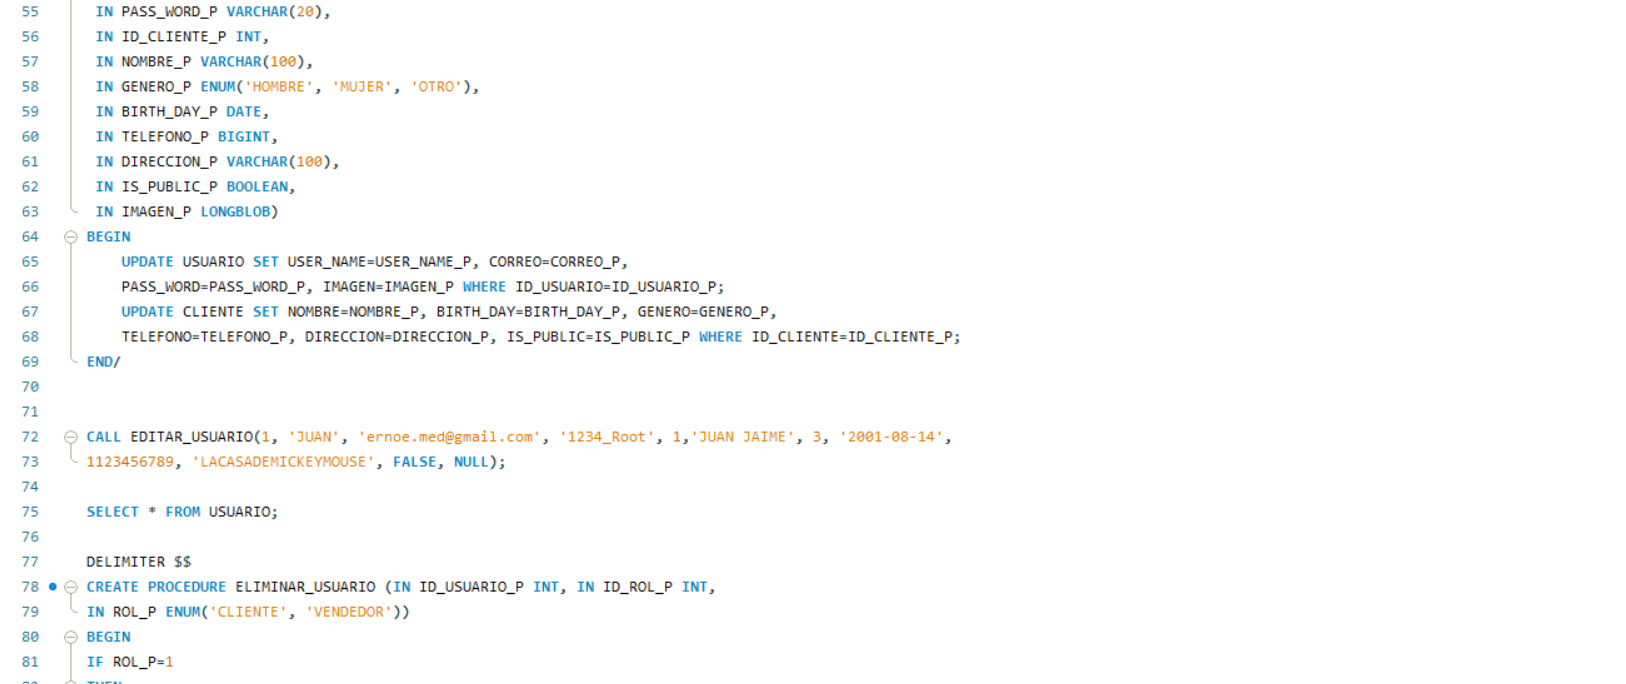 55 IN PASS_WORD_P VARCHAR(20),
56 IN ID_CLIENTE_P INT,
57 IN NOMBRE_P VARCHAR(100),
58 IN GENERO_P ENUM('HOMBRE', 'MUJER', 'OTRO'),
59 IN BIRTH_DAY_P DATE,
60 IN TELEFONO_P BIGINT,
61 IN DIRECCION_P VARCHAR(100),
62 IN IS_PUBLIC_P BOOLEAN,
63 IN IMAGEN_P LONGBLOB)
64 BEGIN
65 UPDATE USUARIO SET USER_NAME=USER_NAME_P, CORREO=CORREO_P,
66 PASS_WORD=PASS_WORD_P, IMAGEN=IMAGEN_P WHERE ID_USUARIO=ID_USUARIO_P;
67 UPDATE CLIENTE SET NOMBRE=NOMBRE_P, BIRTH_DAY=BIRTH_DAY_P, GENERO=GENERO_P,
68 TELEFONO=TELEFONO_P, DIRECCION=DIRECCION_P, IS_PUBLIC=IS_PUBLIC_P WHERE ID_CLIENTE=ID_CLIENTE_P;
69 END/
70
71
72 CALL EDITAR_USUARIO(1, 'JUAN', 'ernoe.med@gmail.com', '1234_Root', 1,'JUAN JAIME', 3, '2001-08-14',
73 1123456789, 'LACASADEMICKEYMOUSE', FALSE, NULL);
74
75 SELECT * FROM USUARIO;
76
77 DELIMITER $$
78 CREATE PROCEDURE ELIMINAR_USUARIO (IN ID_USUARIO_P INT, IN ID_ROL_P INT,
79 IN ROL_P ENUM('CLIENTE', 'VENDEDOR'))
80 BEGIN
81 IF ROL_P=1